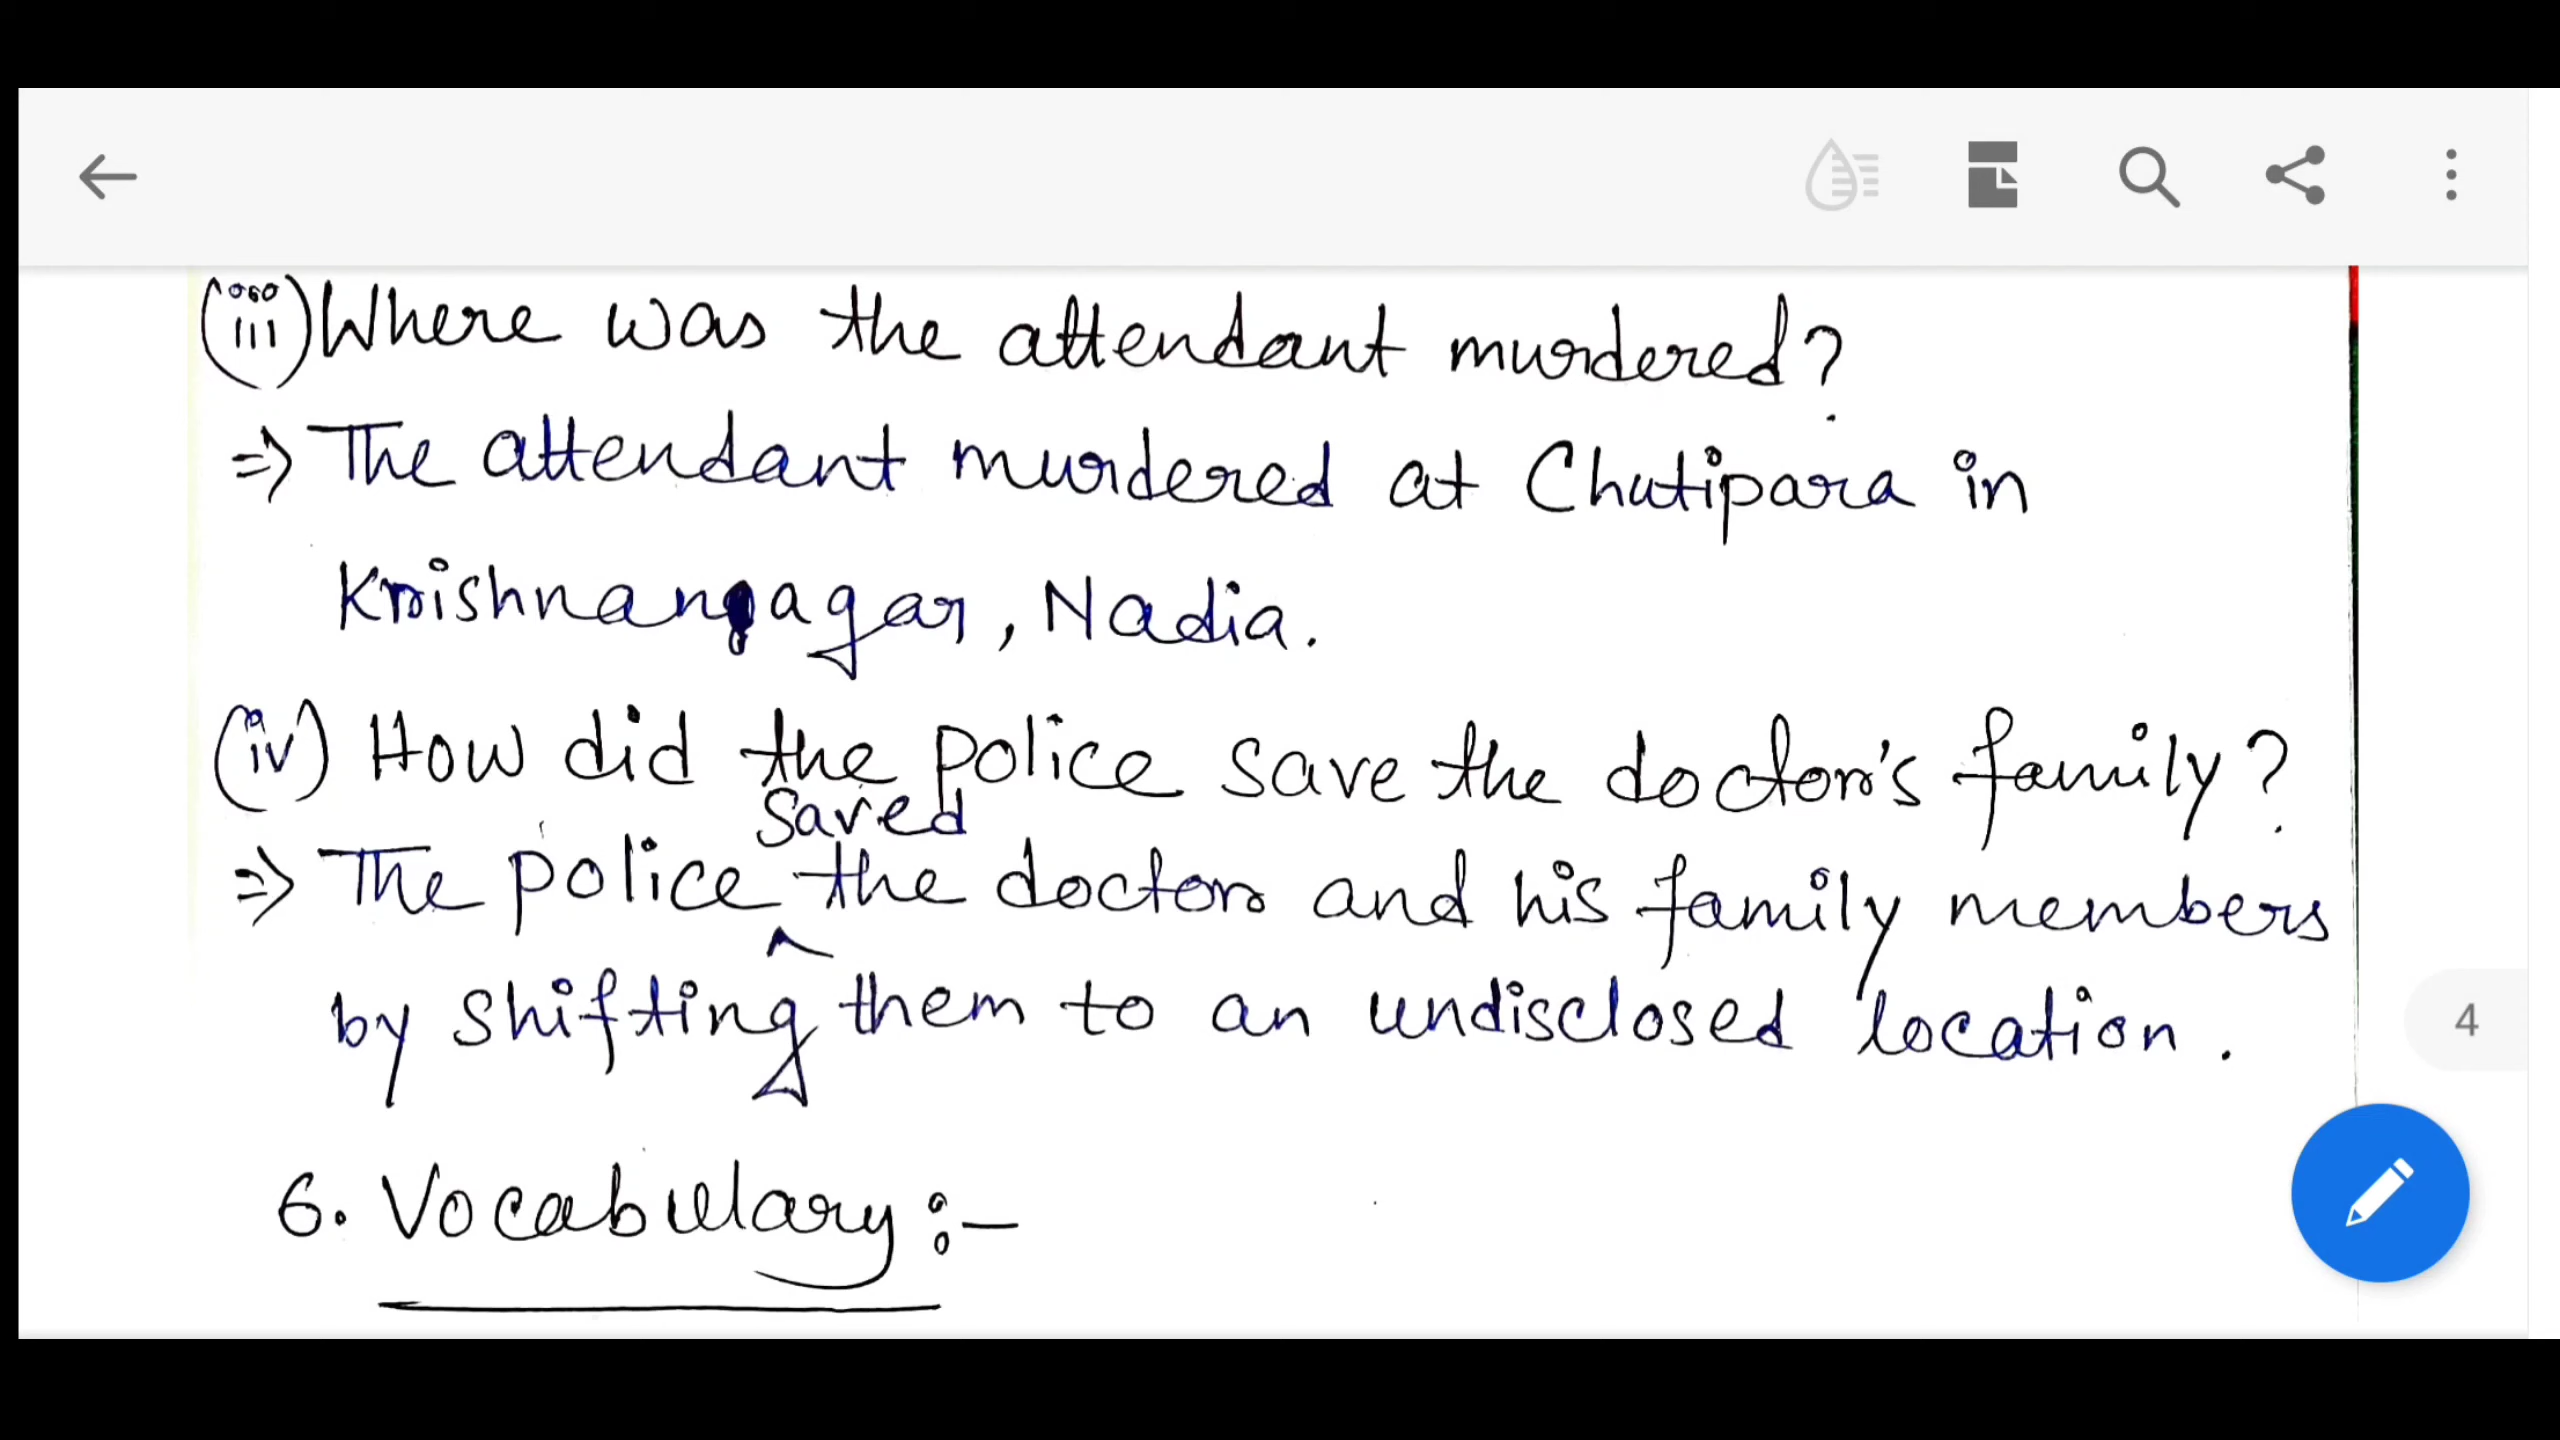 (iii) Where was the attendant murdered?
=> The attendant murdered at Chutipara in
Krishnanagar, Nadia.
(iv) How did the police save the doctor's family?
saved
=> The police ^ the doctor and his family members
by shifting them to an undisclosed location.
4
6. Vocabulary :-